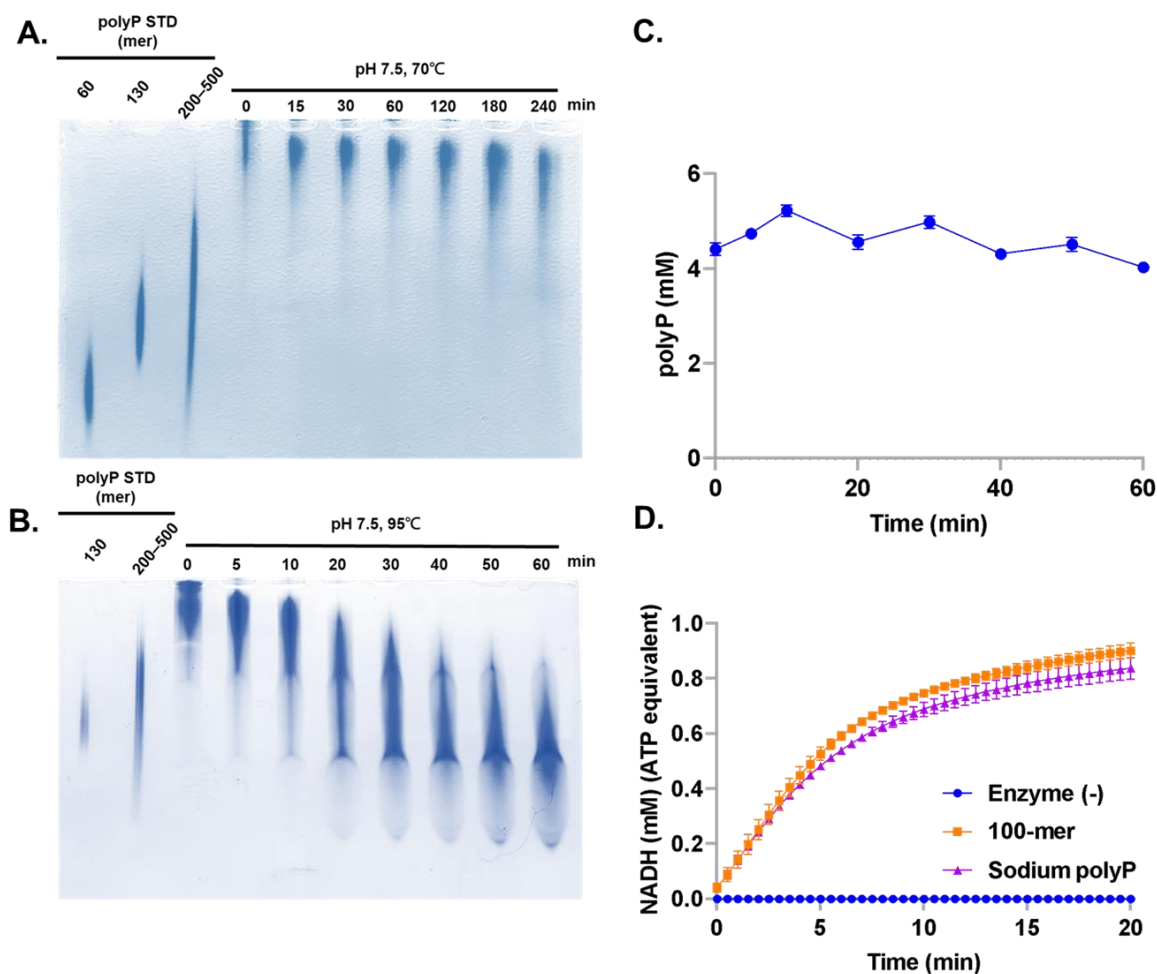 A.
polyP STD
(mer)
60
130
200–500
pH 7.5, 70℃
0 15 30 60 120 180 240 min
B.
polyP STD
(mer)
130
200–500
pH 7.5, 95℃
0 5 10 20 30 40 50 60 min
C.
polyP (mM)
6
4
2
0
0 20 40 60
Time (min)
D.
NADH (mM) (ATP equivalent)
1.0
0.8
0.6
0.4
0.2
0.0
Enzyme (-)
100-mer
Sodium polyP
0 5 10 15 20
Time (min)